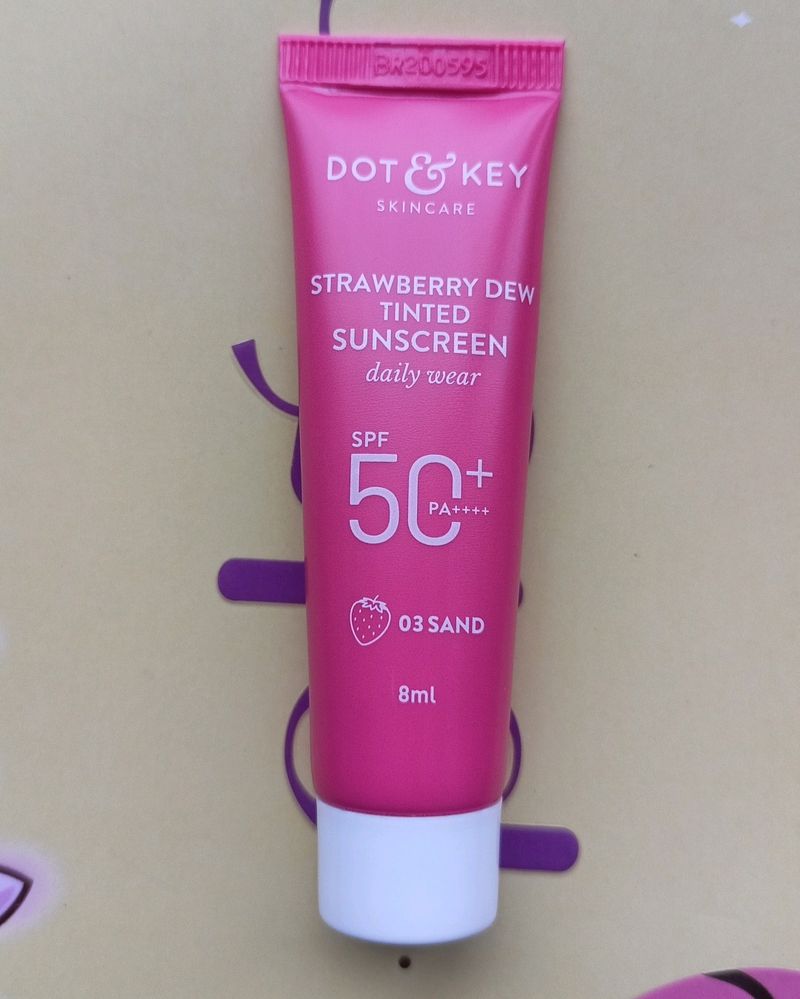 BR200595
DOT & KEY
SKINCARE
STRAWBERRY DEW
TINTED
SUNSCREEN
daily wear
SPF
50+
PA++++
03 SAND
8ml